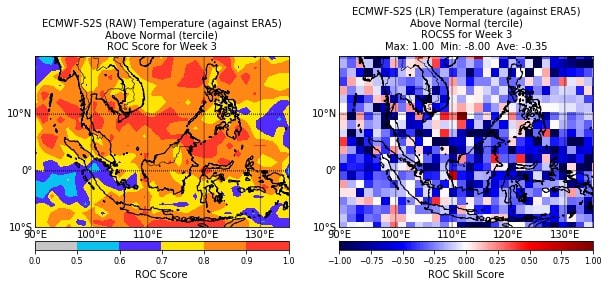 ECMWF-S2S (RAW) Temperature (against ERA5)
Above Normal (tercile)
ROC Score for Week 3
10°N
0°
10°S
90°E 100°E 110°E 120°E 130°E
0.0 0.5 0.6 0.7 0.8 0.9 1.0
ROC Score
ECMWF-S2S (LR) Temperature (against ERA5)
Above Normal (tercile)
ROCSS for Week 3
Max: 1.00 Min: -8.00 Ave: -0.35
10°N
0°
10°S
90°E 100°E 110°E 120°E 130°E
−1.00 −0.75 −0.50 −0.25 0.00 0.25 0.50 0.75 1.00
ROC Skill Score